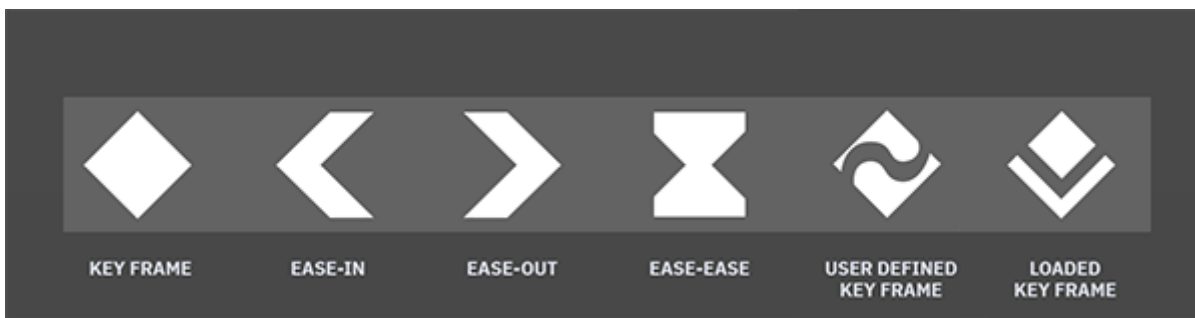 KEY FRAME
EASE-IN
EASE-OUT
EASE-EASE
USER DEFINED
KEY FRAME
LOADED
KEY FRAME